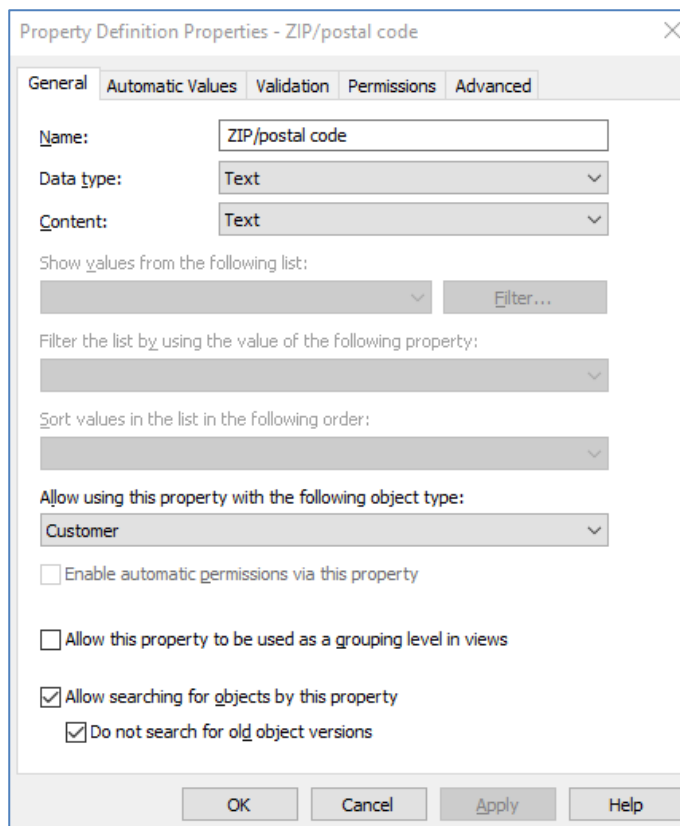 Property Definition Properties - ZIP/postal code
General Automatic Values Validation Permissions Advanced
Name: ZIP/postal code
Data type: Text
Content: Text
Show values from the following list:
Filter...
Filter the list by using the value of the following property:
Sort values in the list in the following order:
Allow using this property with the following object type:
Customer
Enable automatic permissions via this property
Allow this property to be used as a grouping level in views
Allow searching for objects by this property
Do not search for old object versions
OK Cancel Apply Help